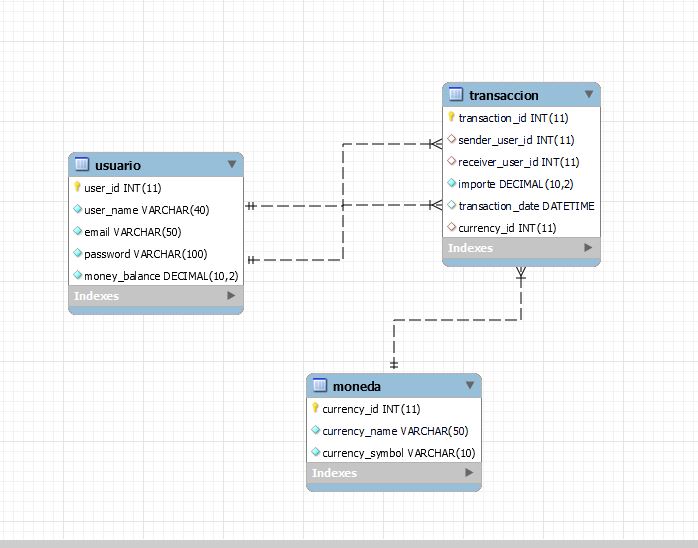 transaccion
transaction_id INT(11)
sender_user_id INT(11)
receiver_user_id INT(11)
importe DECIMAL(10,2)
transaction_date DATETIME
currency_id INT(11)
Indexes
usuario
user_id INT(11)
user_name VARCHAR(40)
email VARCHAR(50)
password VARCHAR(100)
money_balance DECIMAL(10,2)
Indexes
moneda
currency_id INT(11)
currency_name VARCHAR(50)
currency_symbol VARCHAR(10)
Indexes